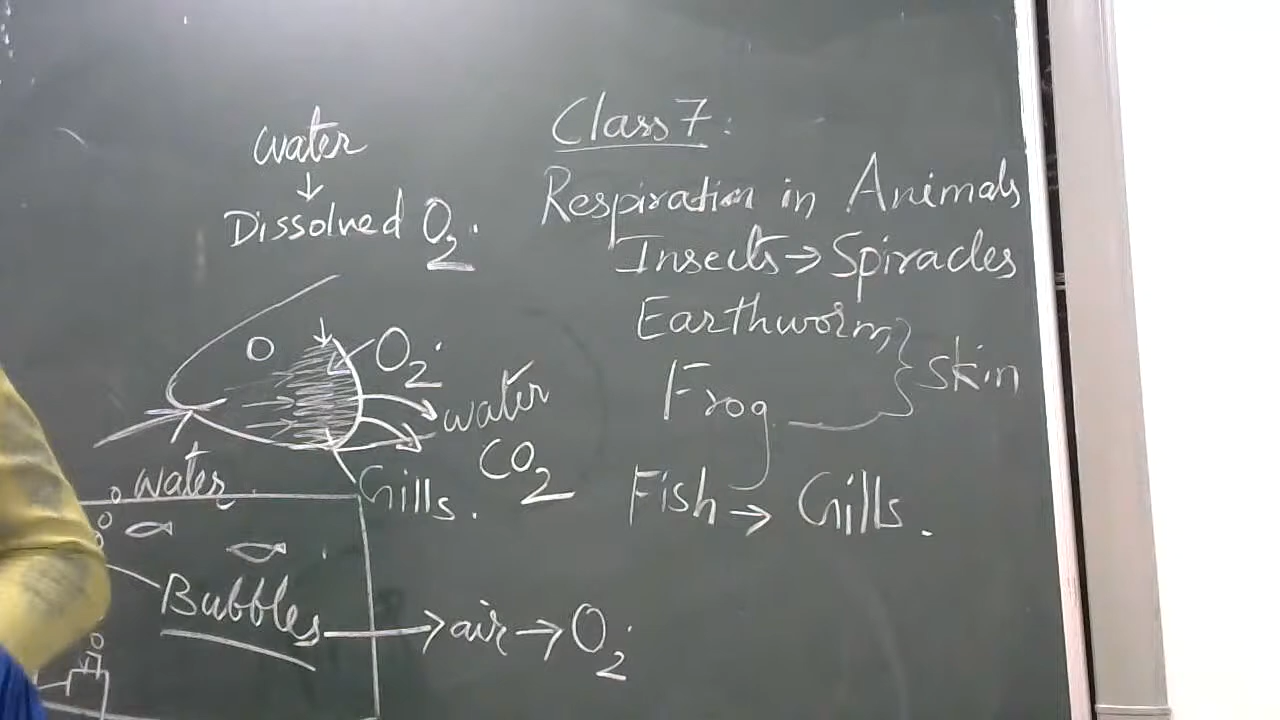 Class 7:
Respiration in Animals
Insects → Spiracles
Earthworm
Frog
} Skin
Fish → Gills.
water
↓
Dissolved O2.
O2.
water
CO2
Gills.
water
Bubbles → air → O2